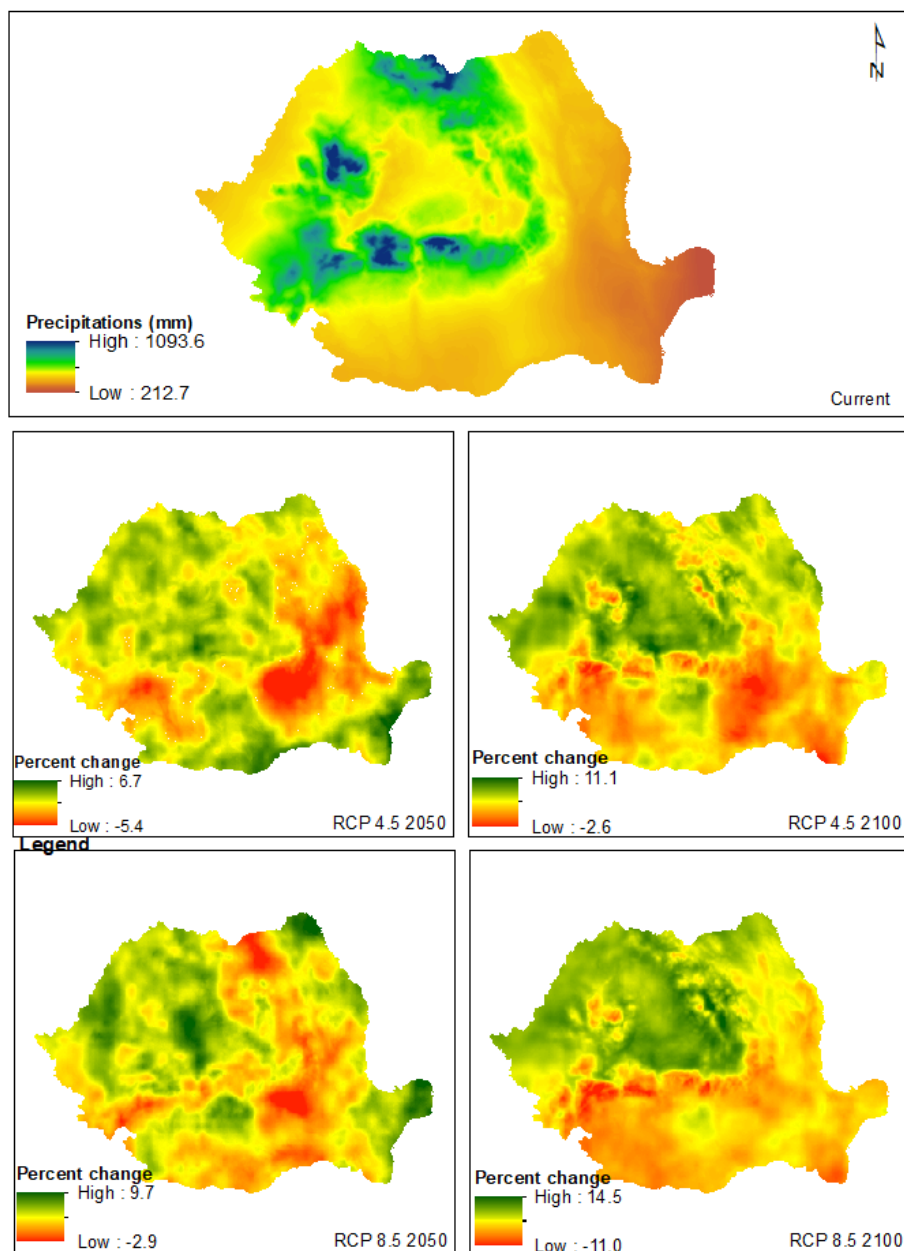 N
Precipitations (mm)
High : 1093.6
Low : 212.7
Current
Percent change
High : 6.7
Low : -5.4
RCP 4.5 2050
Percent change
High : 11.1
Low : -2.6
RCP 4.5 2100
Legend
Percent change
High : 9.7
Low : -2.9
RCP 8.5 2050
Percent change
High : 14.5
Low : -11.0
RCP 8.5 2100